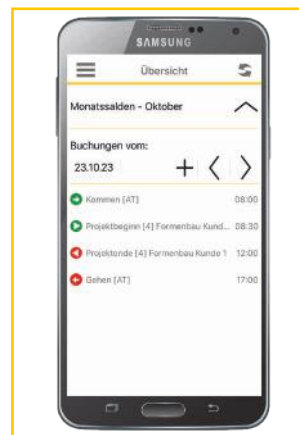 SAMSUNG
Übersicht
Monatssalden - Oktober
Buchungen vom:
23.10.23
Kommen [AT] 08:00
Projektbeginn [4] Formenbau Kund... 08:30
Projektende [4] Formenbau Kunde 1 12:00
Gehen [AT] 17:00